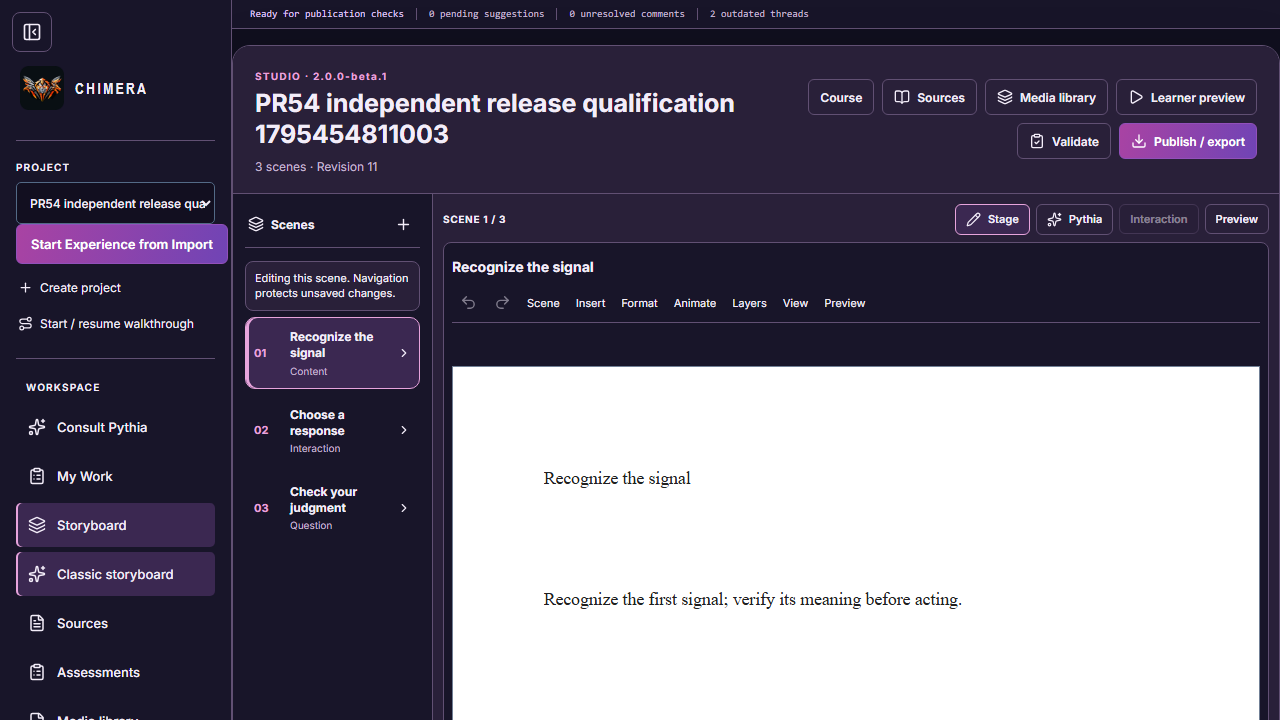 Ready for publication checks
0 pending suggestions
0 unresolved comments
2 outdated threads
CHIMERA
PROJECT
PR54 independent release qua
Start Experience from Import
Create project
Start / resume walkthrough
WORKSPACE
Consult Pythia
My Work
Storyboard
Classic storyboard
Sources
Assessments
Media library
STUDIO · 2.0.0-beta.1
PR54 independent release qualification
1795454811003
3 scenes · Revision 11
Course
Sources
Media library
Learner preview
Validate
Publish / export
Scenes
Editing this scene. Navigation
protects unsaved changes.
01
Recognize the
signal
Content
02
Choose a
response
Interaction
03
Check your
judgment
Question
SCENE 1 / 3
Stage
Pythia
Interaction
Preview
Recognize the signal
Scene
Insert
Format
Animate
Layers
View
Preview
Recognize the signal
Recognize the first signal; verify its meaning before acting.